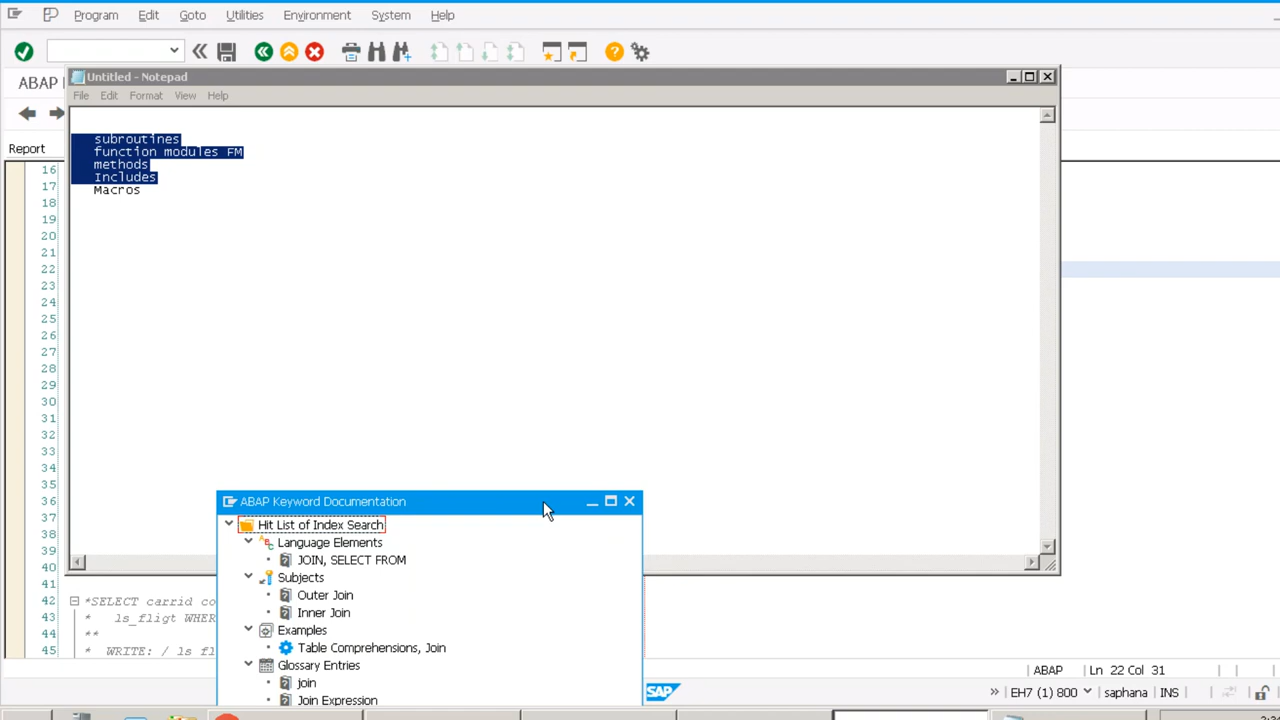 Program Edit Goto Utilities Environment System Help
ABAP
Untitled - Notepad
File Edit Format View Help
Report
subroutines
function modules FM
methods
Includes
Macros
16
17
18
19
20
21
22
23
24
25
26
27
28
29
30
31
32
33
34
35
36
37
38
39
40
41
42 *SELECT carrid co
43 * ls_fligt WHER
44 **
45 * WRITE: / ls fl
ABAP Keyword Documentation
Hit List of Index Search
Language Elements
JOIN, SELECT FROM
Subjects
Outer Join
Inner Join
Examples
Table Comprehensions, Join
Glossary Entries
join
Join Expression
ABAP Ln 22 Col 31
SAP » EH7 (1) 800 saphana INS